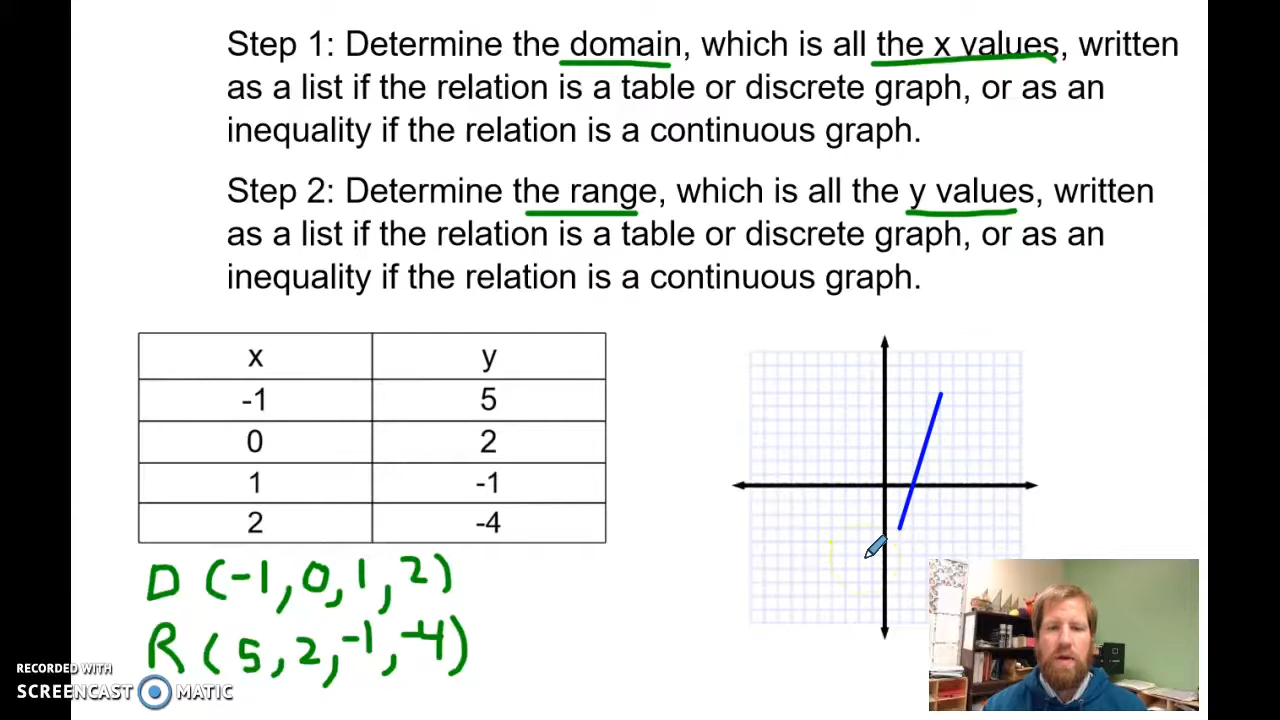 Step 1: Determine the domain, which is all the x values, written
as a list if the relation is a table or discrete graph, or as an
inequality if the relation is a continuous graph.
Step 2: Determine the range, which is all the y values, written
as a list if the relation is a table or discrete graph, or as an
inequality if the relation is a continuous graph.
x y
-1 5
0 2
1 -1
2 -4
D (-1, 0, 1, 2)
R (5, 2, -1, -4)
RECORDED WITH
SCREENCAST MATIC